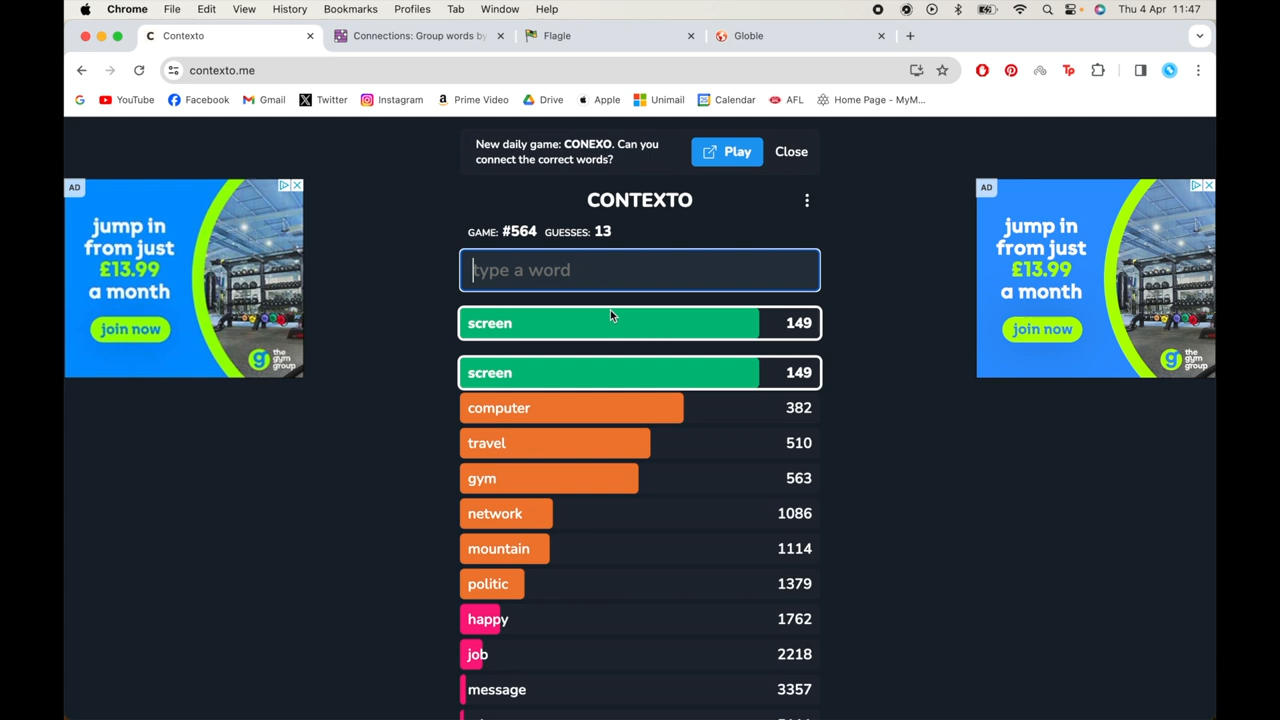 Chrome File Edit View History Bookmarks Profiles Tab Window Help Thu 4 Apr 11:47
Contexto Connections: Group words by Flagle Globle
contexto.me
YouTube Facebook Gmail Twitter Instagram Prime Video Drive Apple Unimail Calendar AFL Home Page - MyM...
New daily game: CONEXO. Can you
connect the correct words?
Play Close
AD
jump in
from just
£13.99
a month
join now
the
gym
group
CONTEXTO
GAME: #564 GUESSES: 13
type a word
screen 149
screen 149
computer 382
travel 510
gym 563
network 1086
mountain 1114
politic 1379
happy 1762
job 2218
message 3357
AD
jump in
from just
£13.99
a month
join now
the
gym
group